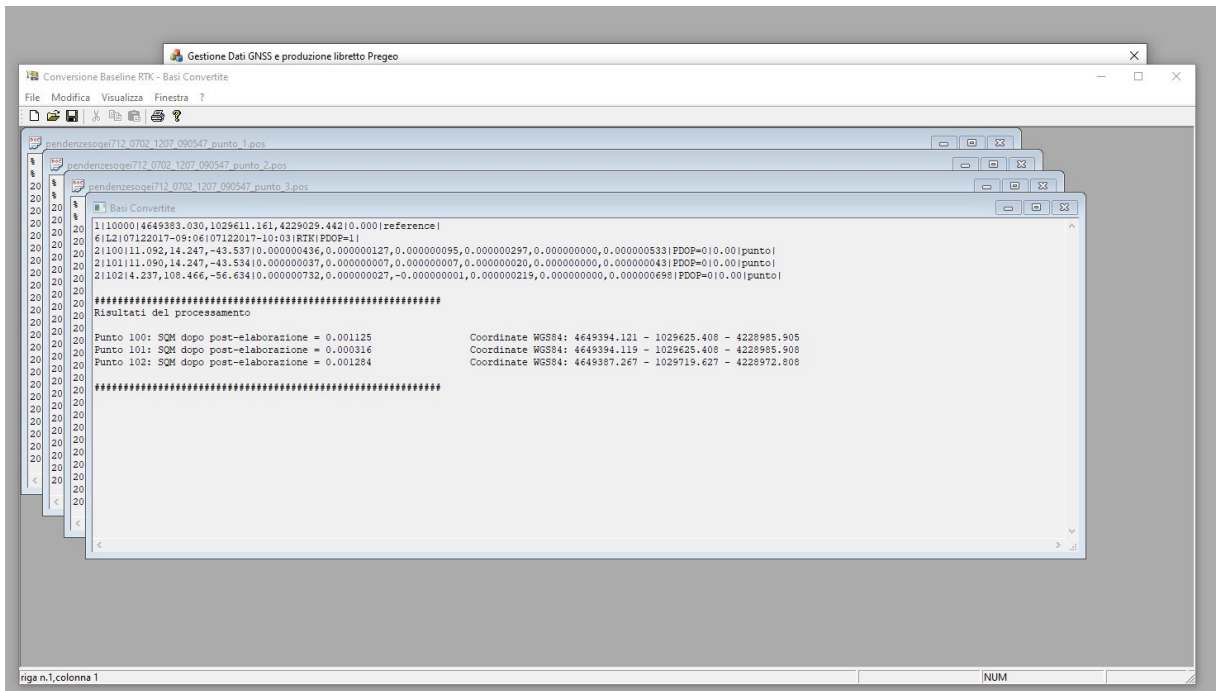 Gestione Dati GNSS e produzione libretto Pregeo
Conversione Baseline RTK - Basi Convertite
File Modifica Visualizza Finestra ?
pendenzesogei712_0702_1207_090547_punto_1.pos
pendenzesogei712_0702_1207_090547_punto_2.pos
pendenzesogei712_0702_1207_090547_punto_3.pos
Basi Convertite
1|10000|4649383.030,1029611.161,4229029.442|0.000|reference|
6|L2|07122017-09:06|07122017-10:03|RTK|PDOP=1|
2|100|11.092,14.247,-43.537|0.000000436,0.000000127,0.000000095,0.000000297,0.000000000,0.000000533|PDOP=0|0.00|punto|
2|101|11.090,14.247,-43.534|0.000000037,0.000000007,0.000000007,0.000000020,0.000000000,0.000000043|PDOP=0|0.00|punto|
2|102|4.237,108.466,-56.634|0.000000732,0.000000027,-0.000000001,0.000000219,0.000000000,0.000000698|PDOP=0|0.00|punto|
############################################################
Risultati del processamento
Punto 100: SQM dopo post-elaborazione = 0.001125 Coordinate WGS84: 4649394.121 - 1029625.408 - 4228985.905
Punto 101: SQM dopo post-elaborazione = 0.000316 Coordinate WGS84: 4649394.119 - 1029625.408 - 4228985.908
Punto 102: SQM dopo post-elaborazione = 0.001284 Coordinate WGS84: 4649387.267 - 1029719.627 - 4228972.808
############################################################
riga n.1,colonna 1
NUM